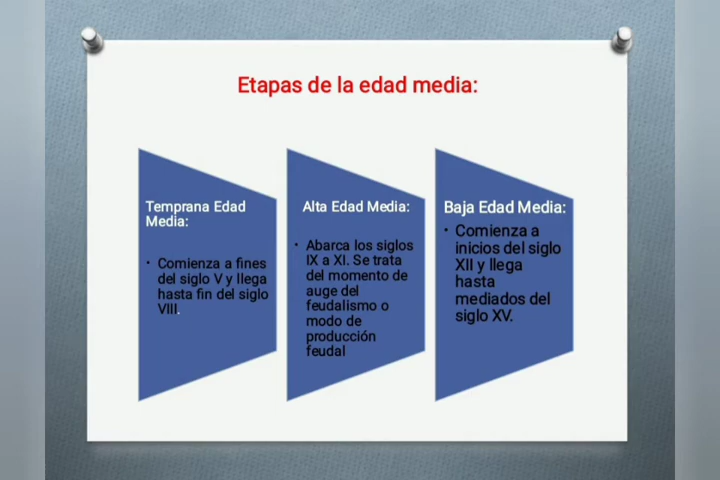 Etapas de la edad media:
Temprana Edad
Media:
• Comienza a fines
del siglo V y llega
hasta fin del siglo
VIII.
Alta Edad Media:
• Abarca los siglos
IX a XI. Se trata
del momento de
auge del
feudalismo o
modo de
producción
feudal
Baja Edad Media:
• Comienza a
inicios del siglo
XII y llega
hasta
mediados del
siglo XV.